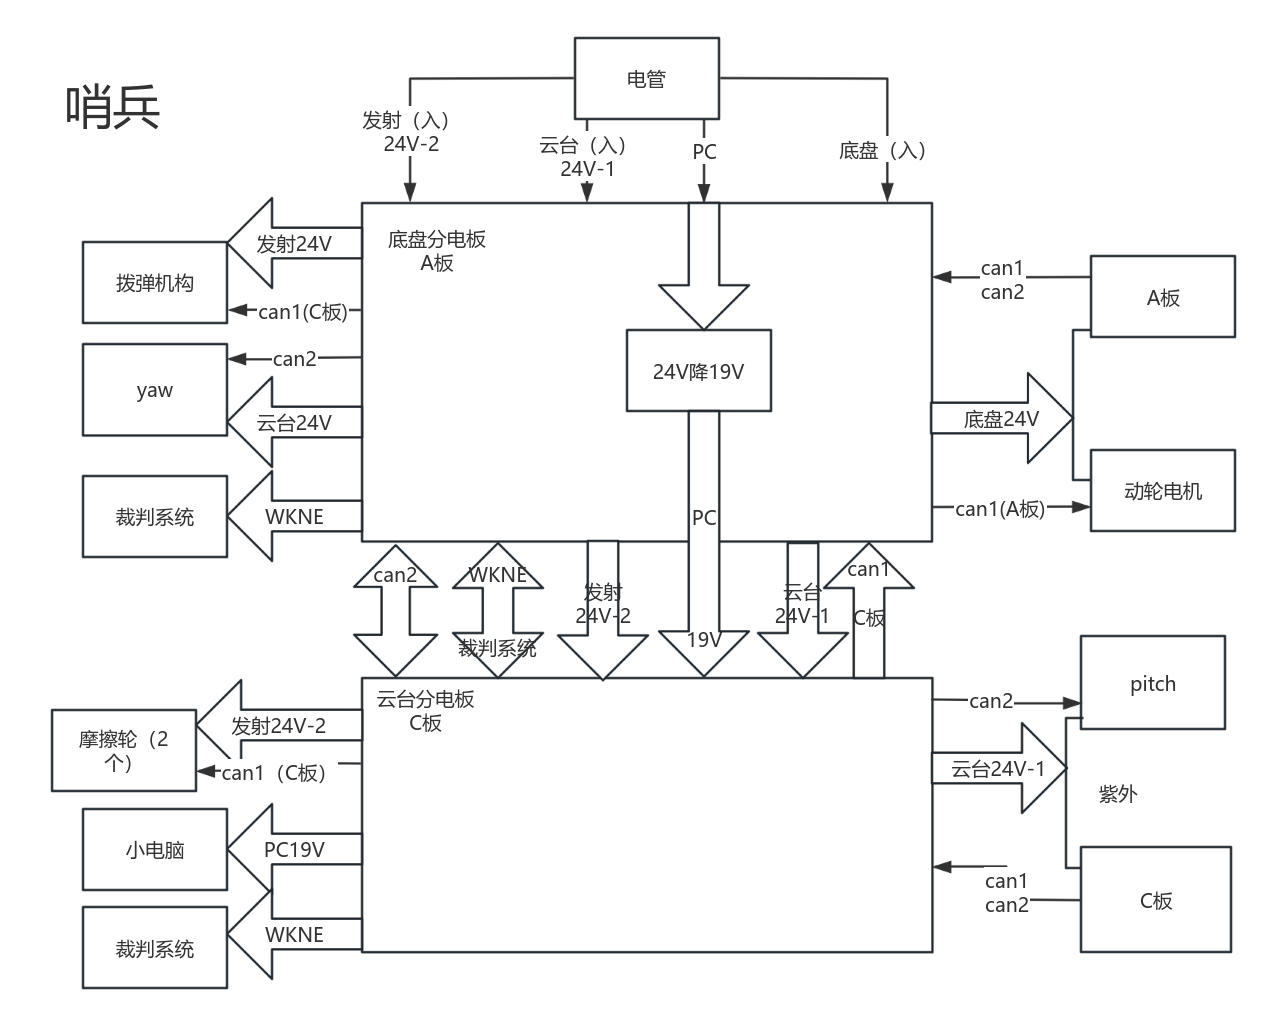 哨兵
电管
发射（入）
24V-2
云台（入）
24V-1
PC
底盘（入）
发射24V
底盘分电板
A板
拨弹机构
can1(C板)
can1
can2
A板
yaw
can2
云台24V
24V降19V
底盘24V
裁判系统
WKNE
PC
can1(A板)
动轮电机
can2
WKNE
裁判系统
发射
24V-2
19V
云台
24V-1
can1
C板
云台分电板
C板
摩擦轮（2
个）
发射24V-2
can1（C板）
can2
pitch
云台24V-1
紫外
小电脑
PC19V
can1
can2
C板
裁判系统
WKNE